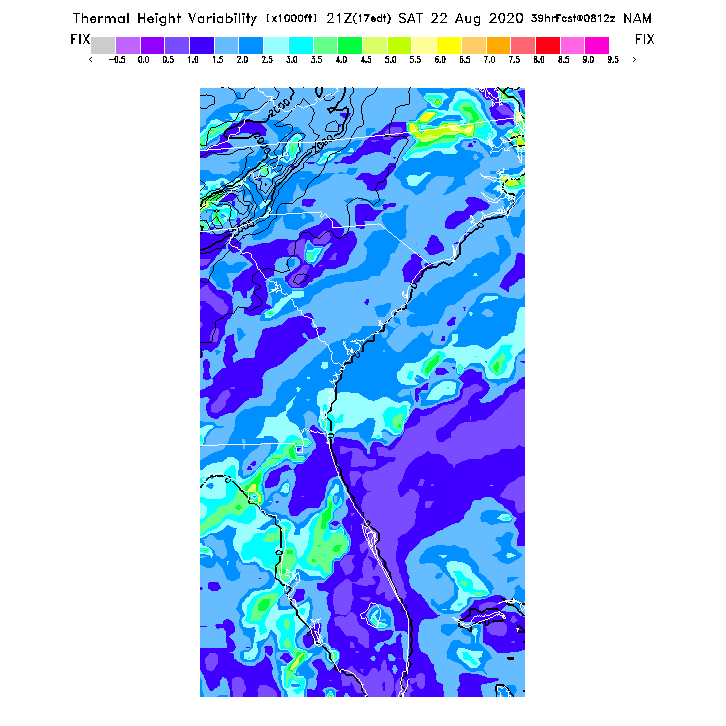 Thermal Height Variability [x1000ft] 21Z(17edt) SAT 22 Aug 2020 39hrFcst@0812z NAM
FIX FIX
< -0.5 0.0 0.5 1.0 1.5 2.0 2.5 3.0 3.5 4.0 4.5 5.0 5.5 6.0 6.5 7.0 7.5 8.0 8.5 9.0 9.5 >
2000